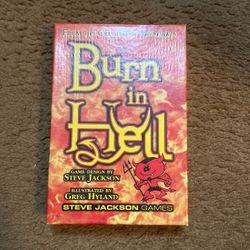 Burn
in
Hell
GAME DESIGN BY
STEVE JACKSON
ILLUSTRATED BY
GREG HYLAND
STEVE JACKSON GAMES